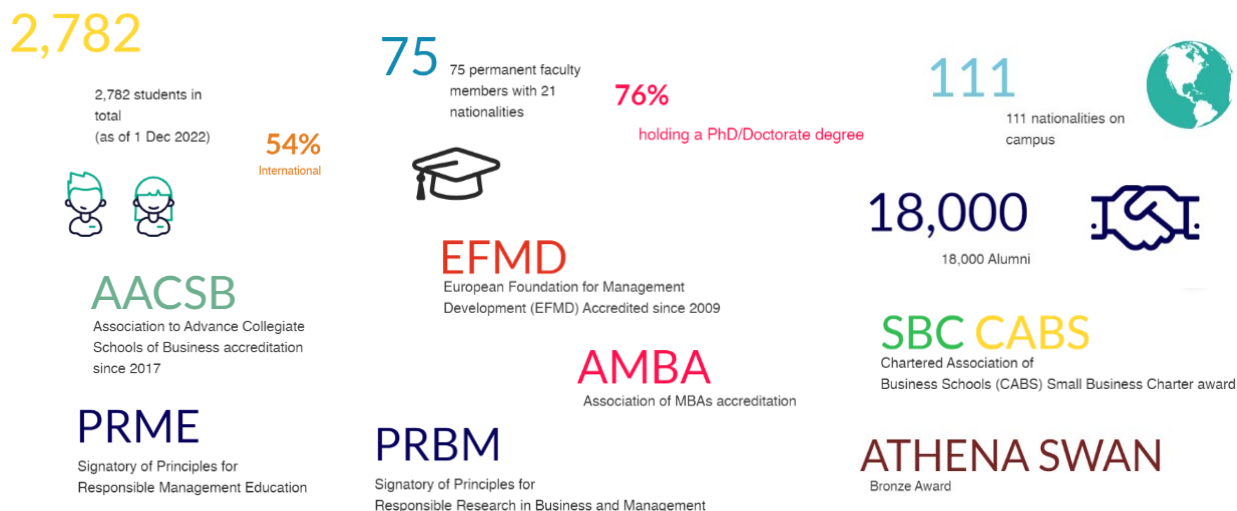 2,782
2,782 students in
total
(as of 1 Dec 2022)
54%
International
75
75 permanent faculty
members with 21
nationalities
76%
holding a PhD/Doctorate degree
111
111 nationalities on
campus
18,000
18,000 Alumni
AACSB
Association to Advance Collegiate
Schools of Business accreditation
since 2017
EFMD
European Foundation for Management
Development (EFMD) Accredited since 2009
AMBA
Association of MBAs accreditation
SBC CABS
Chartered Association of
Business Schools (CABS) Small Business Charter award
PRME
Signatory of Principles for
Responsible Management Education
PRBM
Signatory of Principles for
Responsible Research in Business and Management
ATHENA SWAN
Bronze Award